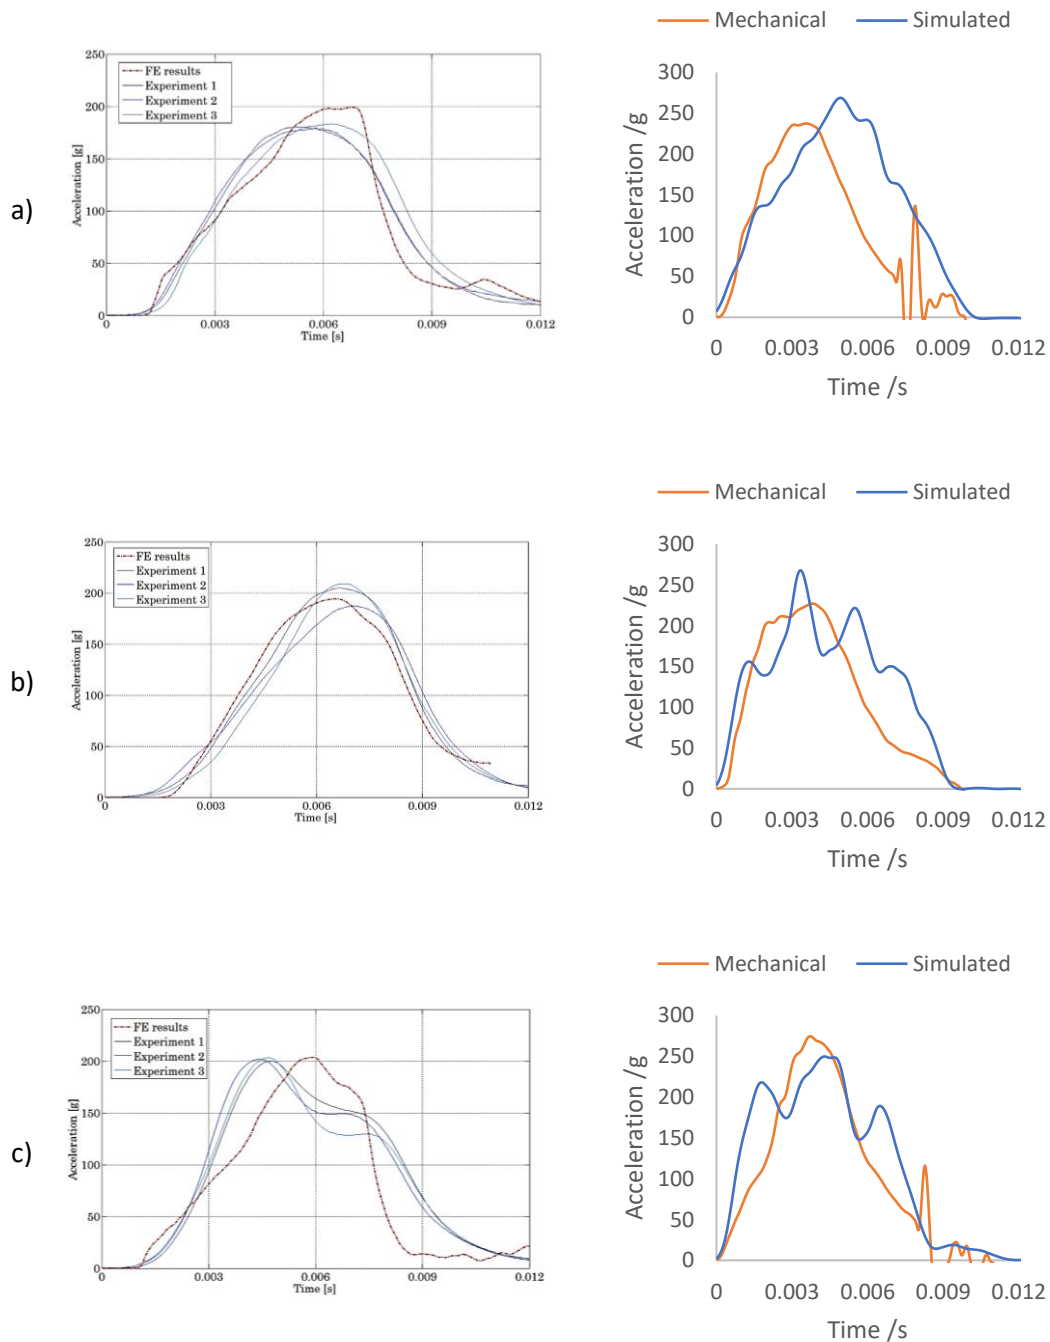 Mechanical Simulated
a)
250
200
150
100
50
0
Acceleration [g]
FE results
Experiment 1
Experiment 2
Experiment 3
0 0.003 0.006 0.009 0.012
Time [s]
300
250
200
150
100
50
0
Acceleration /g
0 0.003 0.006 0.009 0.012
Time /s
Mechanical Simulated
b)
250
200
150
100
50
0
Acceleration [g]
FE results
Experiment 1
Experiment 2
Experiment 3
0 0.003 0.006 0.009 0.012
Time [s]
300
250
200
150
100
50
0
Acceleration /g
0 0.003 0.006 0.009 0.012
Time /s
Mechanical Simulated
c)
250
200
150
100
50
0
Acceleration [g]
FE results
Experiment 1
Experiment 2
Experiment 3
0 0.003 0.006 0.009 0.012
Time [s]
300
250
200
150
100
50
0
Acceleration /g
0 0.003 0.006 0.009 0.012
Time /s